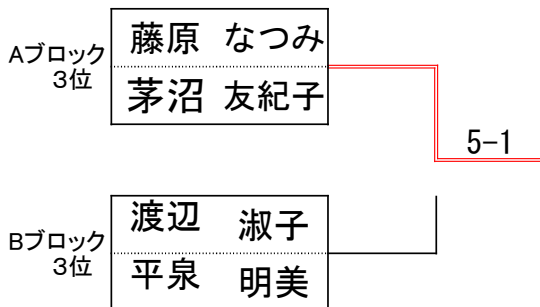 Aブロック
3位
藤原 なつみ
茅沼 友紀子
5-1
Bブロック
3位
渡辺 淑子
平泉 明美